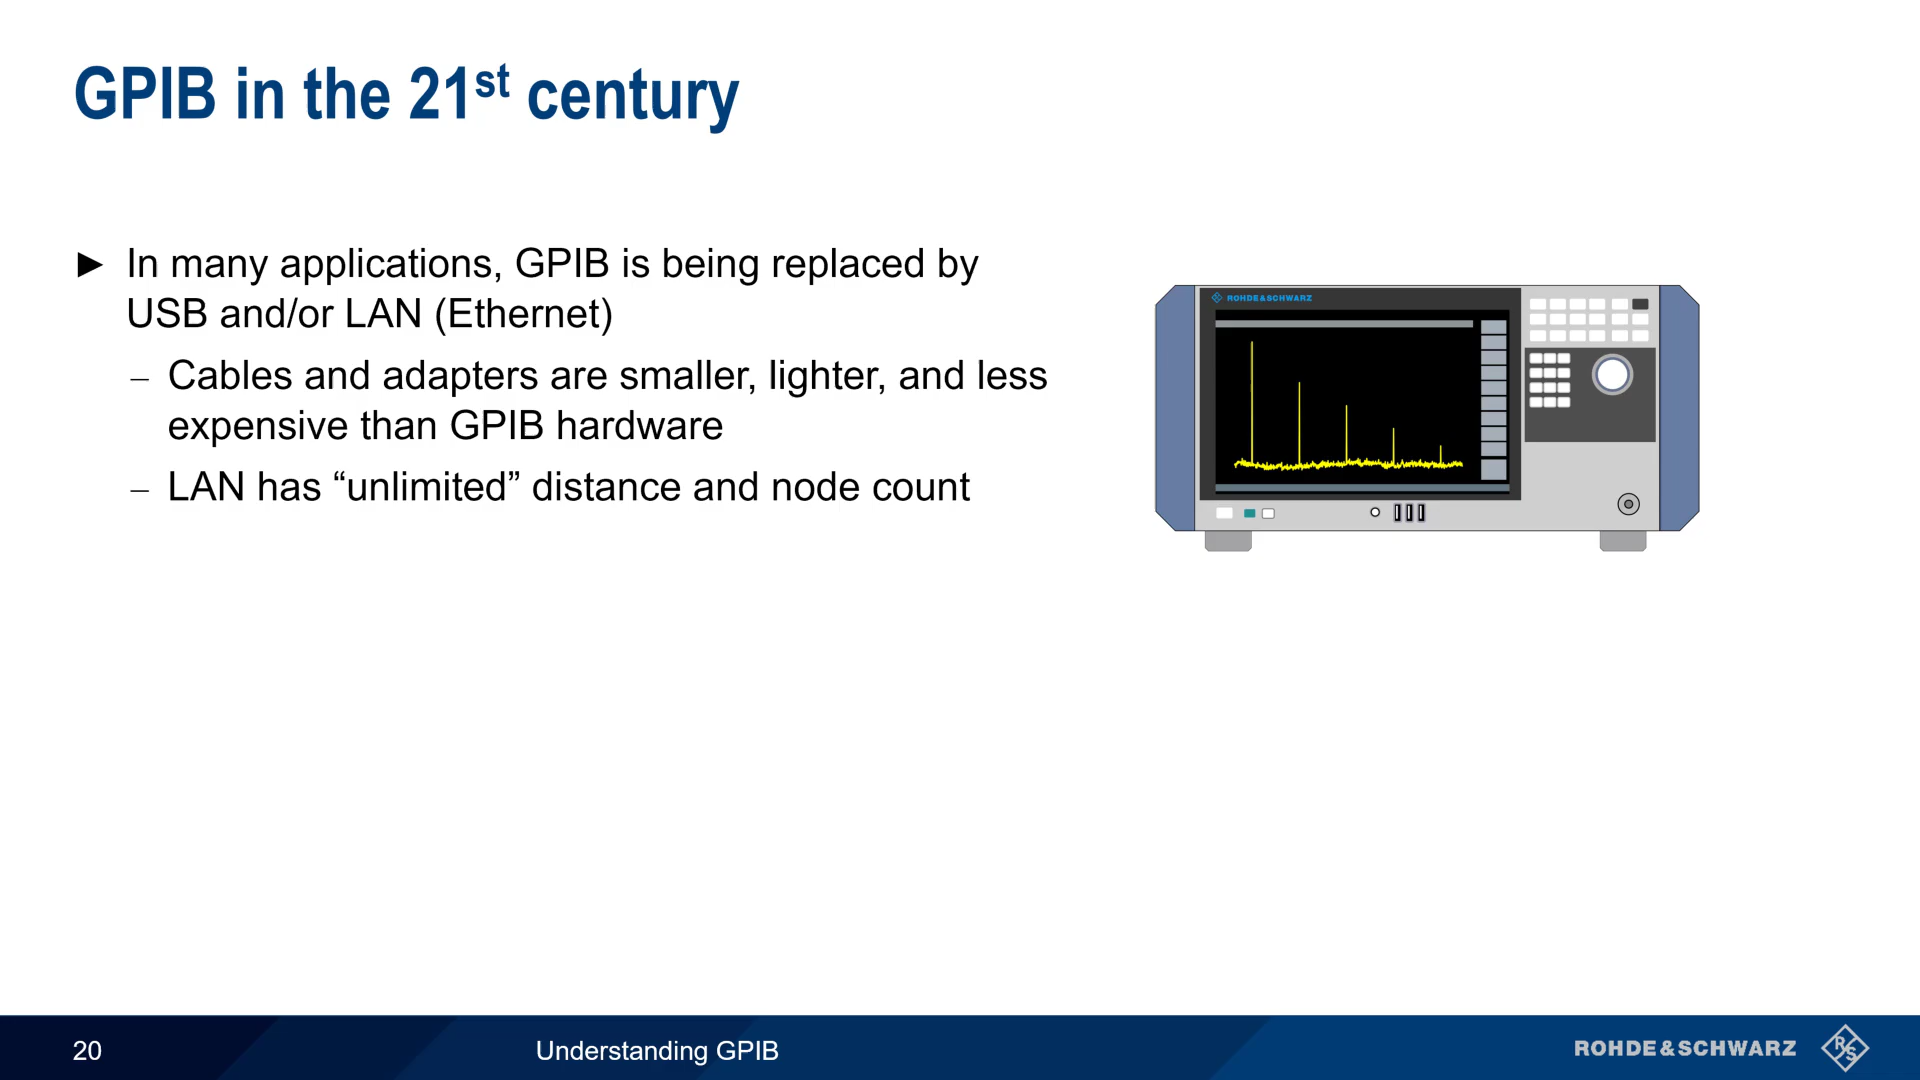 GPIB in the 21st century
► In many applications, GPIB is being replaced by
USB and/or LAN (Ethernet)
– Cables and adapters are smaller, lighter, and less
expensive than GPIB hardware
– LAN has “unlimited” distance and node count
ROHDE&SCHWARZ
20
Understanding GPIB
ROHDE&SCHWARZ
R
S